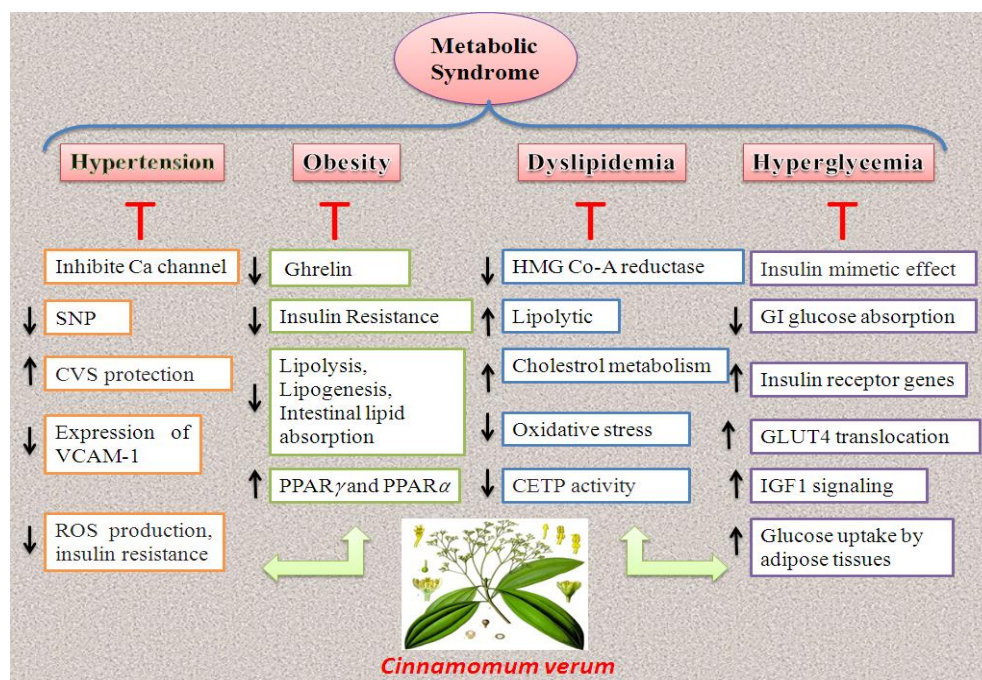 Metabolic
Syndrome
Hypertension
Obesity
Dyslipidemia
Hyperglycemia
Inhibite Ca channel
SNP
CVS protection
Expression of
VCAM-1
ROS production,
insulin resistance
Ghrelin
Insulin Resistance
Lipolysis,
Lipogenesis,
Intestinal lipid
absorption
PPARγ and PPARα
HMG Co-A reductase
Lipolytic
Cholestrol metabolism
Oxidative stress
CETP activity
Insulin mimetic effect
GI glucose absorption
Insulin receptor genes
GLUT4 translocation
IGF1 signaling
Glucose uptake by
adipose tissues
Cinnamomum verum